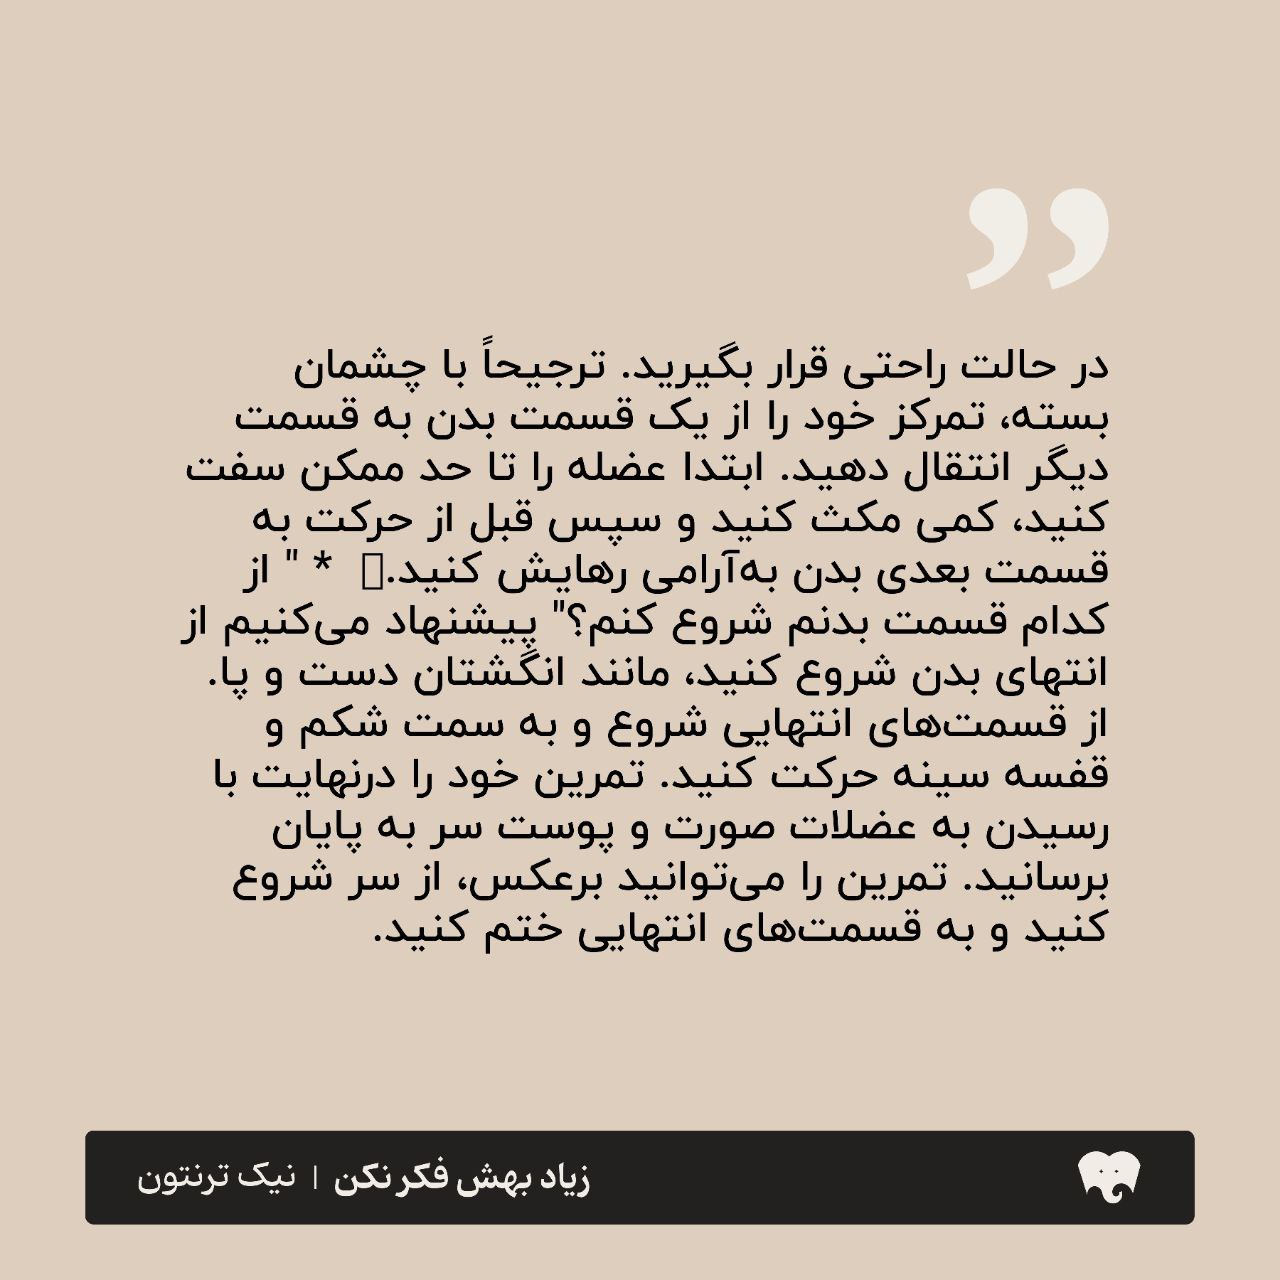 ”
در حالت راحتی قرار بگیرید. ترجیحاً با چشمان
بسته، تمرکز خود را از یک قسمت بدن به قسمت
دیگر انتقال دهید. ابتدا عضله را تا حد ممکن سفت
کنید، کمی مکث کنید و سپس قبل از حرکت به
قسمت بعدی بدن به‌آرامی رهایش کنید.▯ * " از
کدام قسمت بدنم شروع کنم؟" پیشنهاد می‌کنیم از
انتهای بدن شروع کنید، مانند انگشتان دست و پا.
از قسمت‌های انتهایی شروع و به سمت شکم و
قفسه سینه حرکت کنید. تمرین خود را درنهایت با
رسیدن به عضلات صورت و پوست سر به پایان
برسانید. تمرین را می‌توانید برعکس، از سر شروع
کنید و به قسمت‌های انتهایی ختم کنید.
زیاد بهش فکر نکن | نیک ترنتون